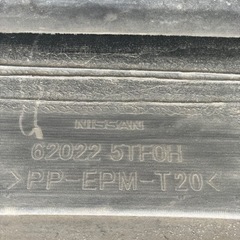 NISSAN
62022 5TF0H
>PP-EPM-T20<